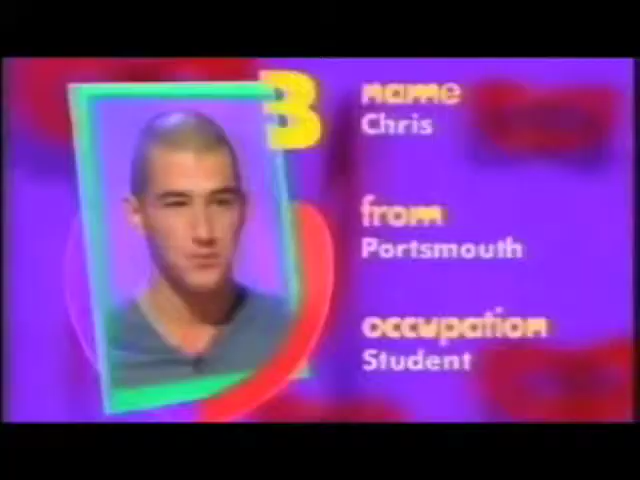 3
name
Chris
from
Portsmouth
occupation
Student